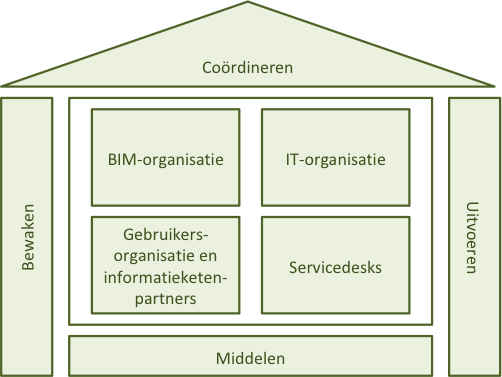 Coördineren
Bewaken
BIM-organisatie
IT-organisatie
Gebruikers-
organisatie en
informatieketen-
partners
Servicedesks
Uitvoeren
Middelen